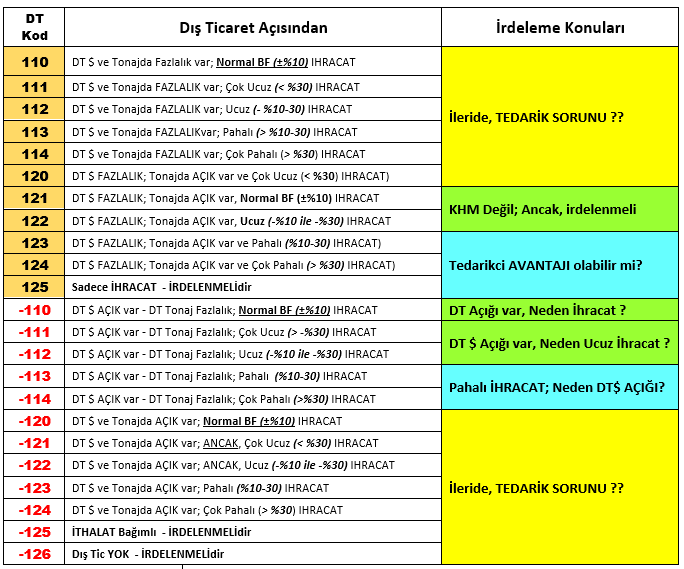 DT Kod Dış Ticaret Açısından İrdeleme Konuları
110 DT $ ve Tonajda Fazlalık var; Normal BF (±%10) IHRACAT
111 DT $ ve Tonajda FAZLALIK var; Çok Ucuz (< %30) IHRACAT
112 DT $ ve Tonajda FAZLALIK var; Ucuz (- %10-30) IHRACAT
İleride, TEDARİK SORUNU ??
113 DT $ ve Tonajda FAZLALIKvar; Pahalı (> %10-30) IHRACAT
114 DT $ ve Tonajda FAZLALIK var; Çok Pahalı (> %30) IHRACAT
120 DT $ FAZLALIK; Tonajda AÇIK var ve Çok Ucuz (< %30) IHRACAT)
121 DT $ FAZLALIK; Tonajda AÇIK var, Normal BF (±%10) IHRACAT
KHM Değil; Ancak, irdelenmeli
122 DT $ FAZLALIK; Tonajda AÇIK var, Ucuz (-%10 ile -%30) IHRACAT)
123 DT $ FAZLALIK; Tonajda AÇIK var ve Pahalı (%10-30) IHRACAT)
124 DT $ FAZLALIK; Tonajda AÇIK var ve Çok Pahalı (> %30) IHRACAT)
Tedarikci AVANTAJI olabilir mi?
125 Sadece İHRACAT - İRDELENMELİdir
-110 DT $ AÇIK var - DT Tonaj Fazlalık; Normal BF (±%10) IHRACAT DT Açığı var, Neden İhracat ?
-111 DT $ AÇIK var - DT Tonaj Fazlalık; Çok Ucuz (> -%30) IHRACAT
DT $ Açığı var, Neden Ucuz İhracat ?
-112 DT $ AÇIK var - DT Tonaj Fazlalık; Ucuz (-%10 ile -%30) IHRACAT
-113 DT $ AÇIK var - DT Tonaj Fazlalık; Pahalı (%10-30) IHRACAT
Pahalı İHRACAT; Neden DT$ AÇIĞI?
-114 DT $ AÇIK var - DT Tonaj Fazlalık; Çok Pahalı (>%30) IHRACAT
-120 DT $ ve Tonajda AÇIK var; Normal BF (±%10) IHRACAT
-121 DT $ ve Tonajda AÇIK var; ANCAK, Çok Ucuz (< %30) IHRACAT
-122 DT $ ve Tonajda AÇIK var; ANCAK, Ucuz (-%10 ile -%30) IHRACAT
-123 DT $ ve Tonajda AÇIK var; Pahalı (%10-30) IHRACAT
İleride, TEDARİK SORUNU ??
-124 DT $ ve Tonajda AÇIK var; Çok Pahalı (> %30) IHRACAT
-125 İTHALAT Bağımlı - İRDELENMELİdir
-126 Dış Tic YOK - İRDELENMELİdir